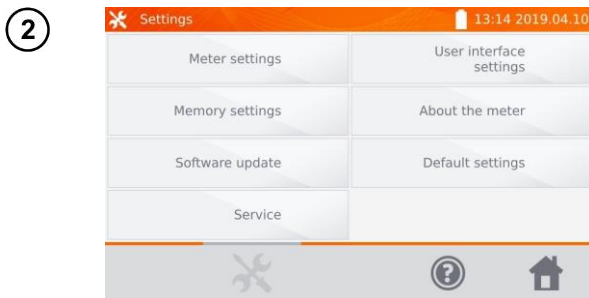 2
Settings
13:14 2019.04.10
Meter settings
User interface
settings
Memory settings
About the meter
Software update
Default settings
Service
?